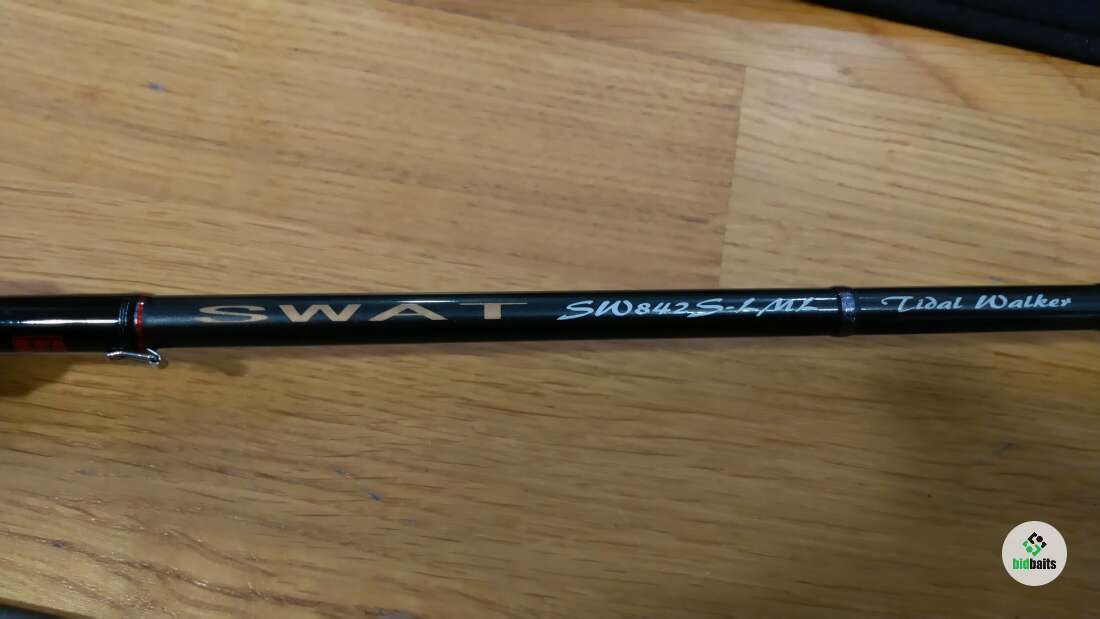 SWAT SW842S-LML Tidal Walker
bidbaits